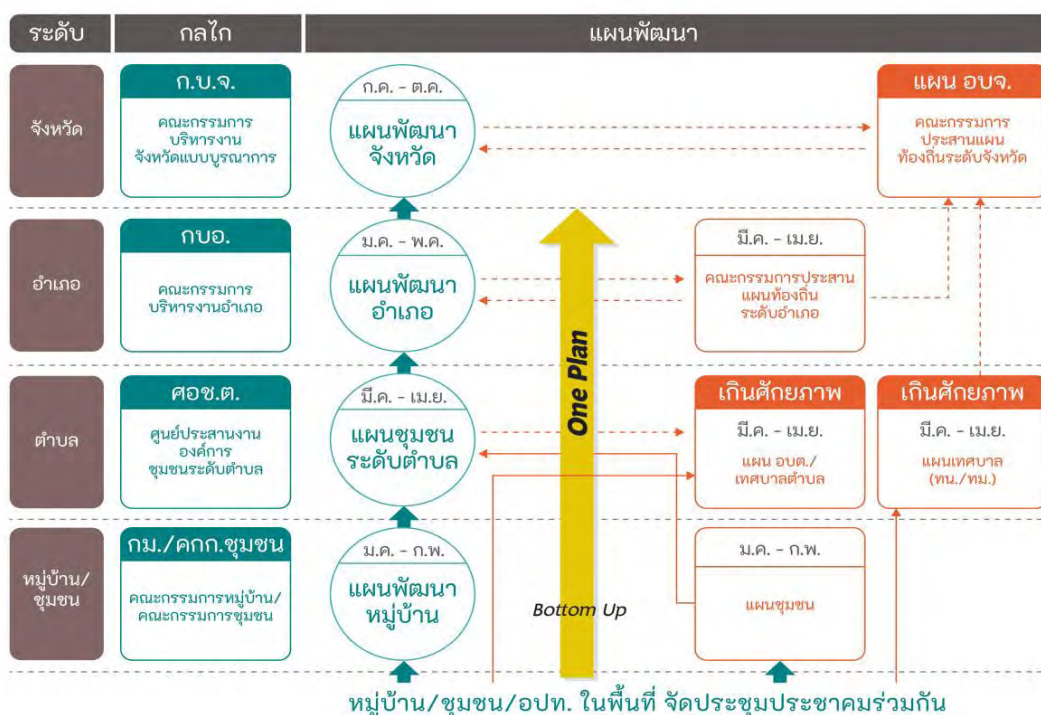 ระดับ กลไก แผนพัฒนา
จังหวัด
ก.บ.จ.
คณะกรรมการ
บริหารงาน
จังหวัดแบบบูรณาการ
ก.ค. - ต.ค.
แผนพัฒนา
จังหวัด
แผน อบจ.
คณะกรรมการ
ประสานแผน
ท้องถิ่นระดับจังหวัด
อำเภอ
กบอ.
คณะกรรมการ
บริหารงานอำเภอ
ม.ค. - พ.ค.
แผนพัฒนา
อำเภอ
มี.ค. - เม.ย.
คณะกรรมการประสาน
แผนท้องถิ่น
ระดับอำเภอ
One Plan
ตำบล
ศอช.ต.
ศูนย์ประสานงาน
องค์การ
ชุมชนระดับตำบล
มี.ค. - เม.ย.
แผนชุมชน
ระดับตำบล
เกินศักยภาพ
มี.ค. - เม.ย.
แผน อบต./
เทศบาลตำบล
เกินศักยภาพ
มี.ค. - เม.ย.
แผนเทศบาล
(ทน./ทม.)
หมู่บ้าน/
ชุมชน
กม./คกก.ชุมชน
คณะกรรมการหมู่บ้าน/
คณะกรรมการชุมชน
ม.ค. - ก.พ.
แผนพัฒนา
หมู่บ้าน
Bottom Up
ม.ค. - ก.พ.
แผนชุมชน
หมู่บ้าน/ชุมชน/อปท. ในพื้นที่ จัดประชุมประชาคมร่วมกัน